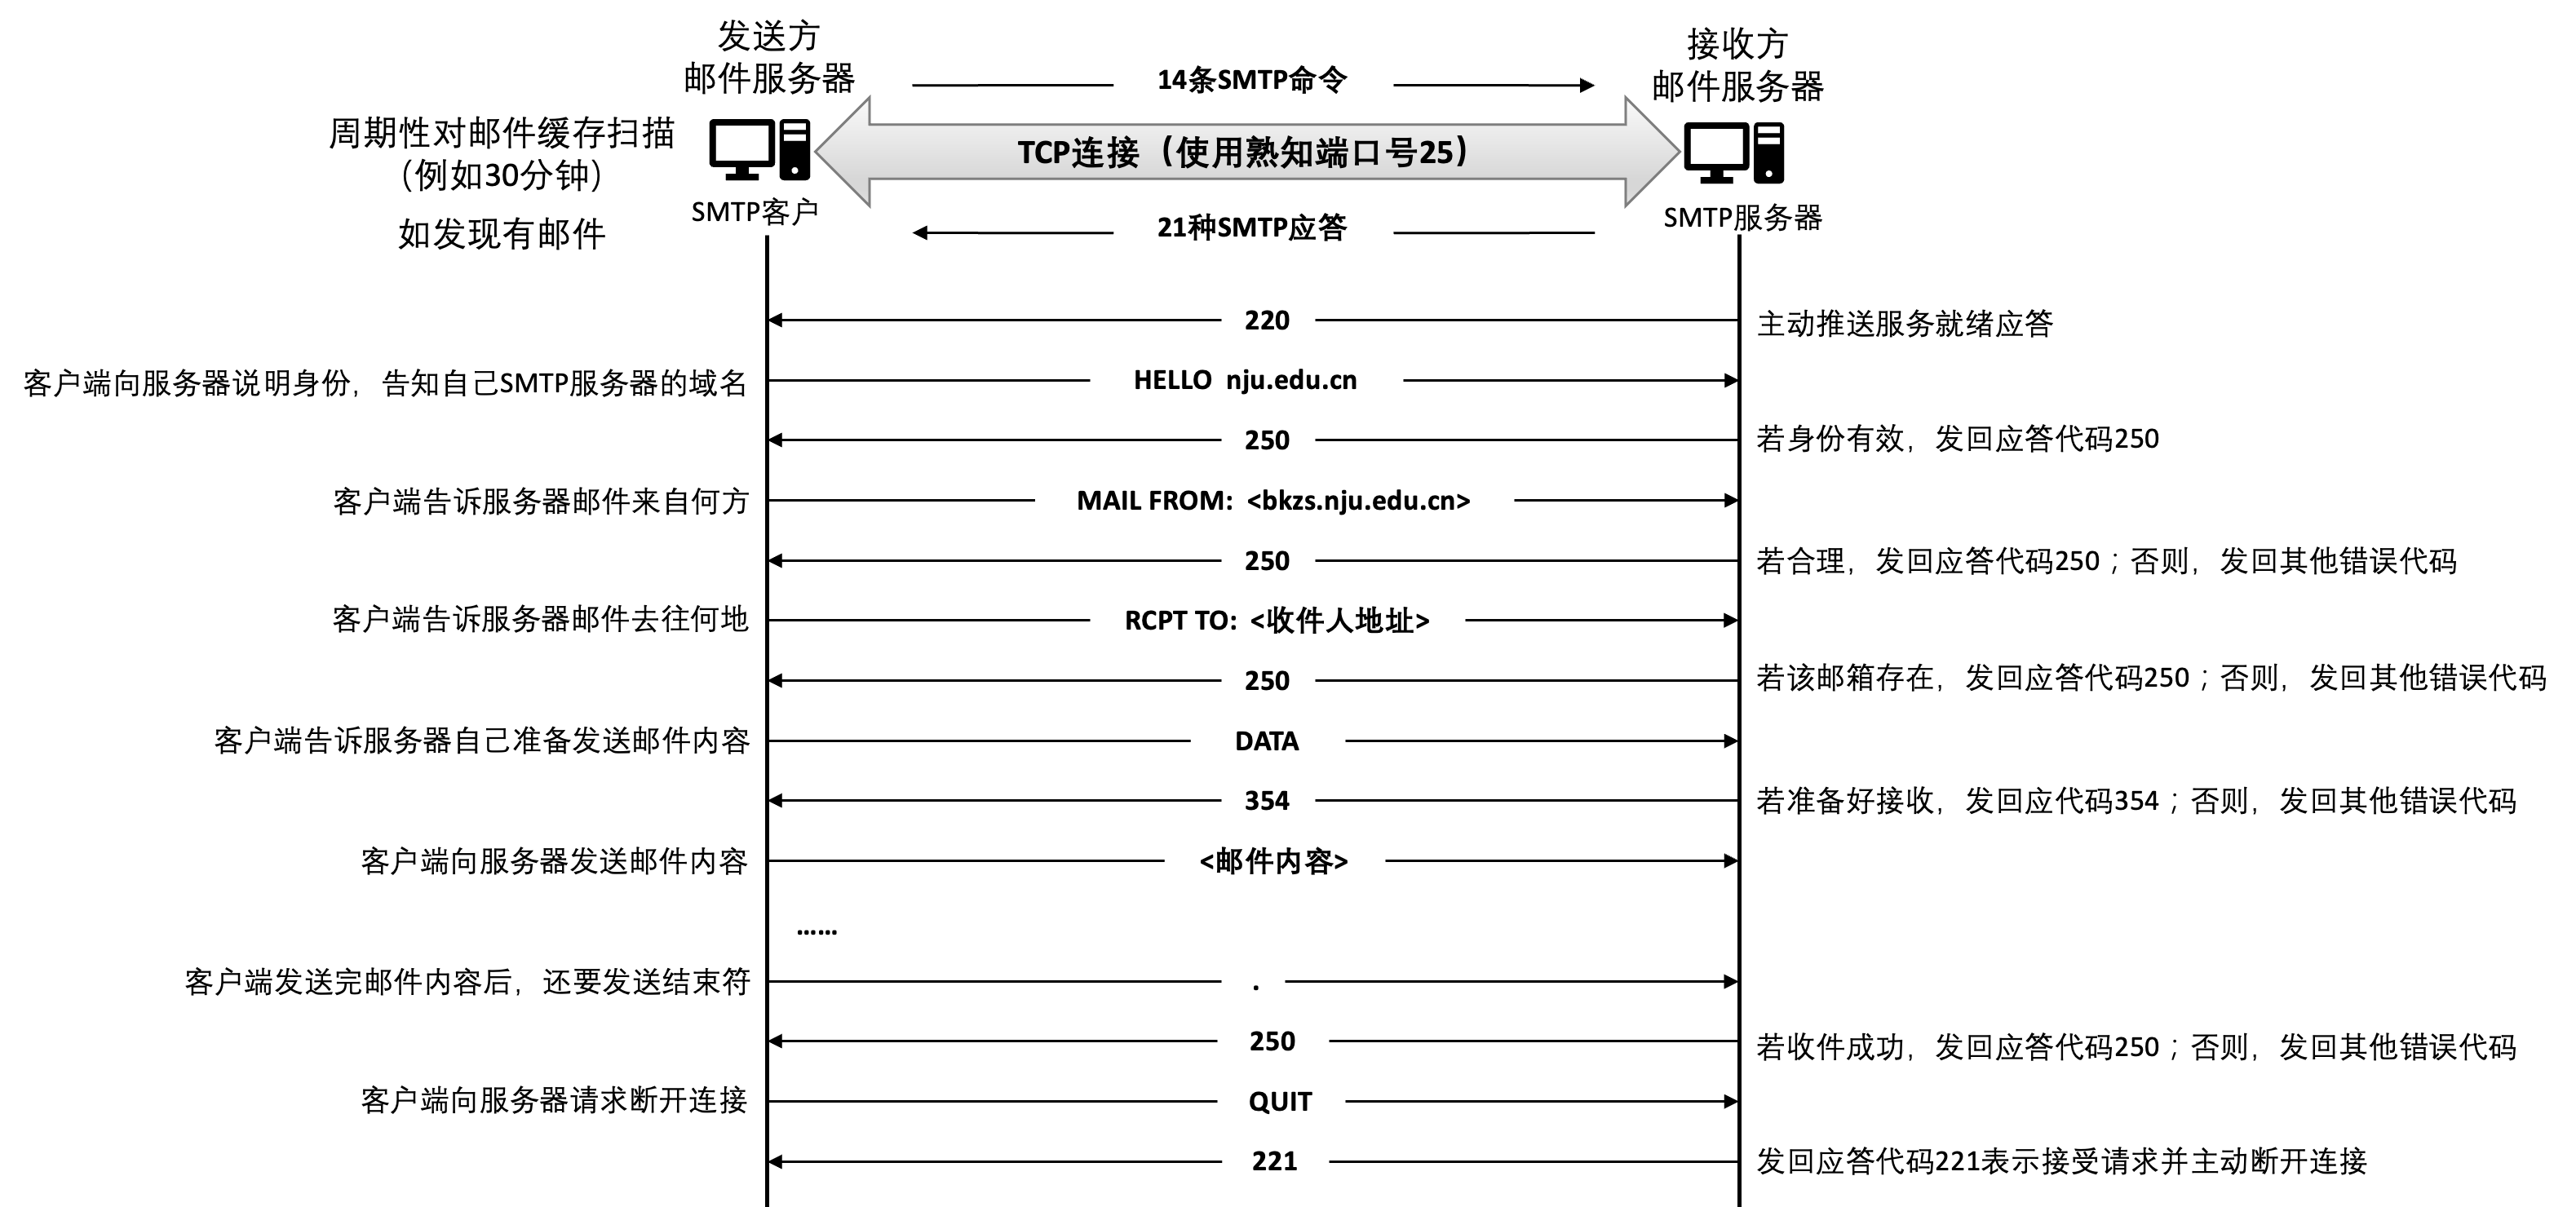 发送方
邮件服务器
接收方
邮件服务器
14条SMTP命令
周期性对邮件缓存扫描
（例如30分钟）
如发现有邮件
TCP连接（使用熟知端口号25）
SMTP客户
SMTP服务器
21种SMTP应答
220
主动推送服务就绪应答
客户端向服务器说明身份，告知自己SMTP服务器的域名
HELLO nju.edu.cn
250
若身份有效，发回应答代码250
客户端告诉服务器邮件来自何方
MAIL FROM: <bkzs.nju.edu.cn>
250
若合理，发回应答代码250；否则，发回其他错误代码
客户端告诉服务器邮件去往何地
RCPT TO: <收件人地址>
250
若该邮箱存在，发回应答代码250；否则，发回其他错误代码
客户端告诉服务器自己准备发送邮件内容
DATA
354
若准备好接收，发回应代码354；否则，发回其他错误代码
客户端向服务器发送邮件内容
<邮件内容>
……
客户端发送完邮件内容后，还要发送结束符
.
250
若收件成功，发回应答代码250；否则，发回其他错误代码
客户端向服务器请求断开连接
QUIT
221
发回应答代码221表示接受请求并主动断开连接